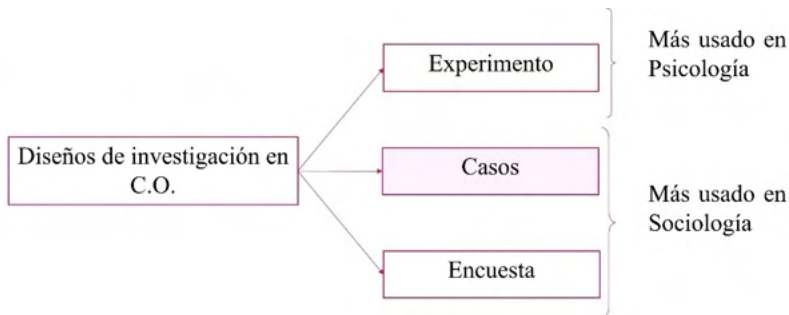 Diseños de investigación en
C.O.
Experimento
Más usado en
Psicología
Casos
Encuesta
Más usado en
Sociología